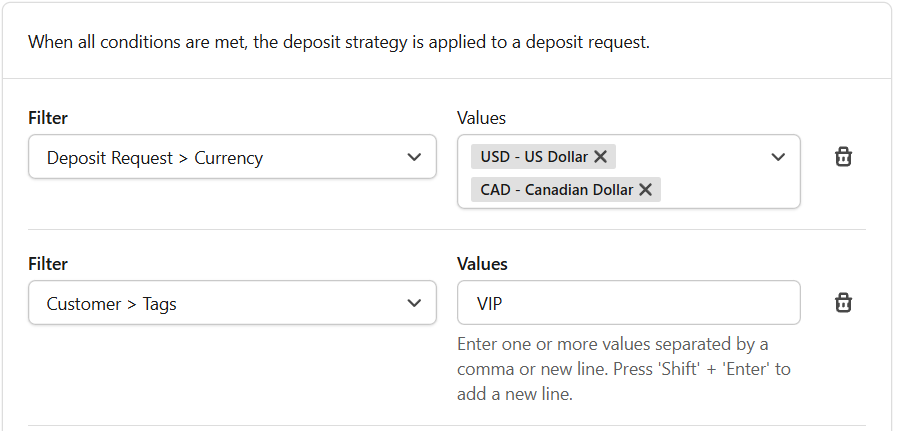 When all conditions are met, the deposit strategy is applied to a deposit request.
Filter
Values
Deposit Request > Currency
USD - US Dollar
CAD - Canadian Dollar
Filter
Values
Customer > Tags
VIP
Enter one or more values separated by a
comma or new line. Press 'Shift' + 'Enter' to
add a new line.